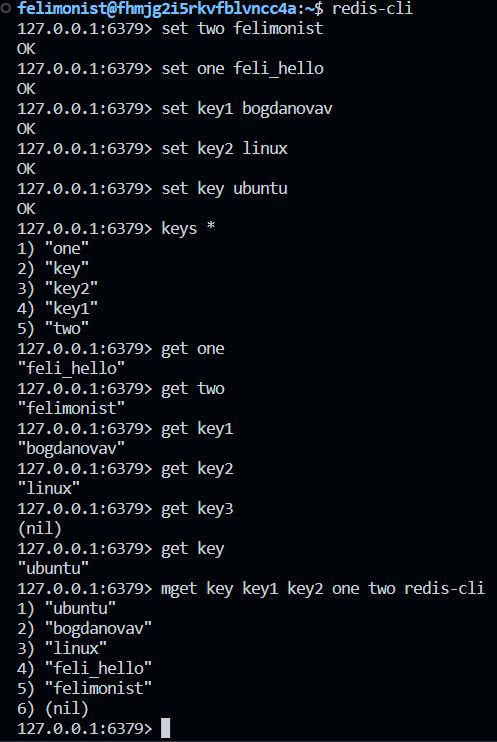 felimonist@fhmjg2i5rkvfblvncc4a:~$ redis-cli
127.0.0.1:6379> set two felimonist
OK
127.0.0.1:6379> set one feli_hello
OK
127.0.0.1:6379> set key1 bogdanovav
OK
127.0.0.1:6379> set key2 linux
OK
127.0.0.1:6379> set key ubuntu
OK
127.0.0.1:6379> keys *
1) "one"
2) "key"
3) "key2"
4) "key1"
5) "two"
127.0.0.1:6379> get one
"feli_hello"
127.0.0.1:6379> get two
"felimonist"
127.0.0.1:6379> get key1
"bogdanovav"
127.0.0.1:6379> get key2
"linux"
127.0.0.1:6379> get key3
(nil)
127.0.0.1:6379> get key
"ubuntu"
127.0.0.1:6379> mget key key1 key2 one two redis-cli
1) "ubuntu"
2) "bogdanovav"
3) "linux"
4) "feli_hello"
5) "felimonist"
6) (nil)
127.0.0.1:6379>